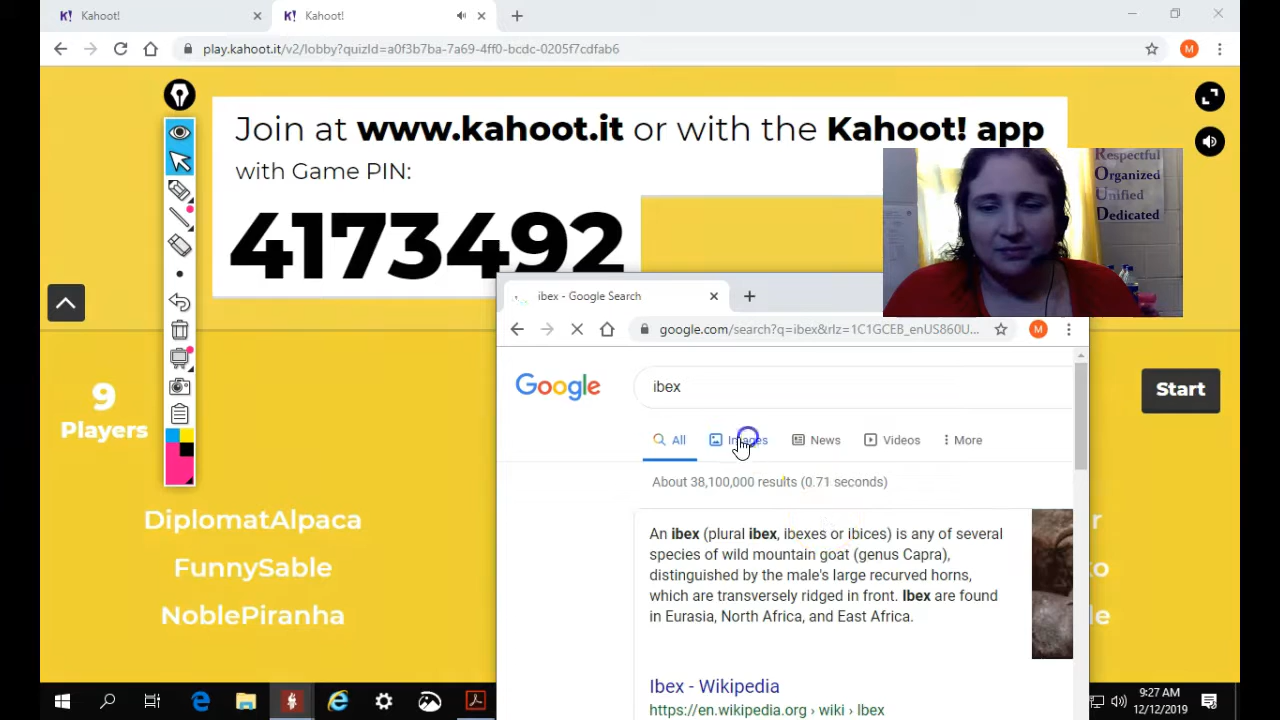 Kahoot!
Kahoot!
play.kahoot.it/v2/lobby?quizId=a0f3b7ba-7a69-4ff0-bcdc-0205f7cdfab6
M
Join at www.kahoot.it or with the Kahoot! app
with Game PIN:
4173492
Respectful
Organized
Unified
Dedicated
9
Players
Start
DiplomatAlpaca
FunnySable
NoblePiranha
ibex - Google Search
google.com/search?q=ibex&rlz=1C1GCEB_enUS860U...
M
Google
ibex
All
Images
News
Videos
More
About 38,100,000 results (0.71 seconds)
An ibex (plural ibex, ibexes or ibices) is any of several
species of wild mountain goat (genus Capra),
distinguished by the male's large recurved horns,
which are transversely ridged in front. Ibex are found
in Eurasia, North Africa, and East Africa.
Ibex - Wikipedia
https://en.wikipedia.org › wiki › Ibex
9:27 AM
12/12/2019